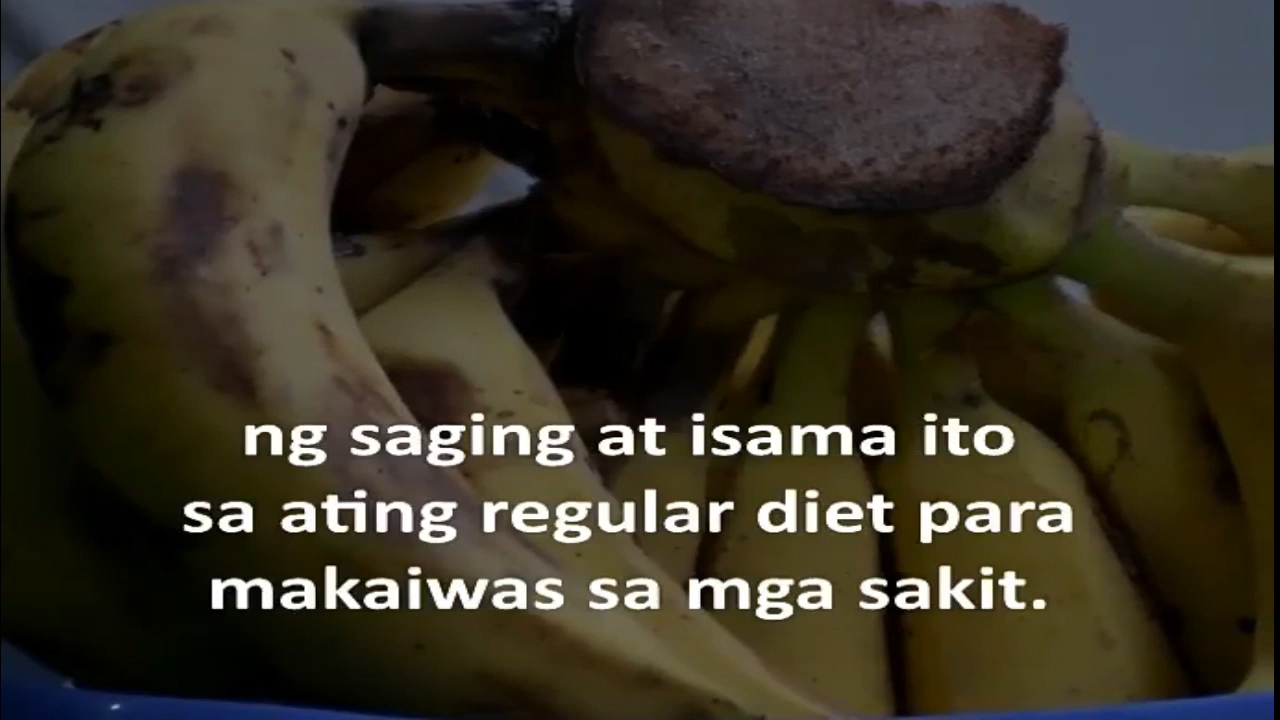 ng saging at isama ito
sa ating regular diet para
makaiwas sa mga sakit.